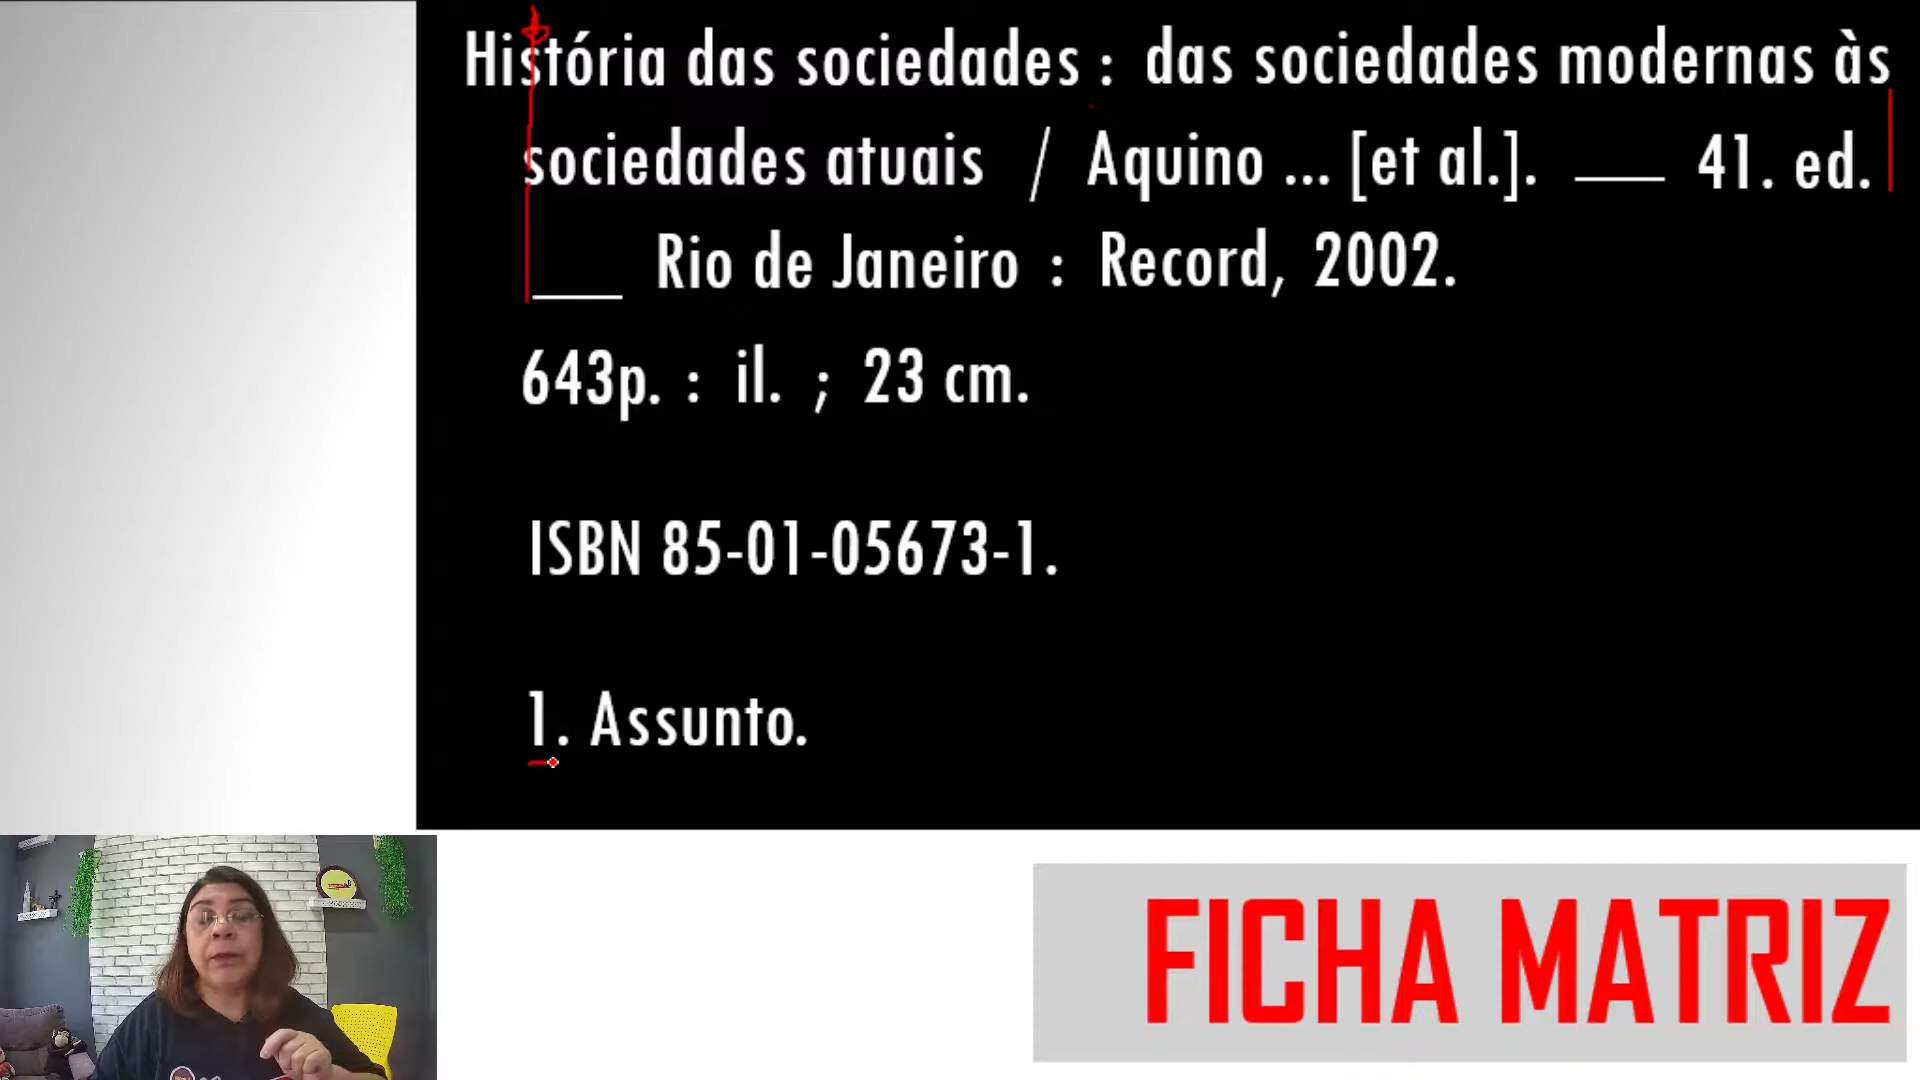 História das sociedades : das sociedades modernas às
sociedades atuais / Aquino ... [et al.]. ___ 41. ed.
___ Rio de Janeiro : Record, 2002.
643p. : il. ; 23 cm.
ISBN 85-01-05673-1.
1. Assunto.
FICHA MATRIZ